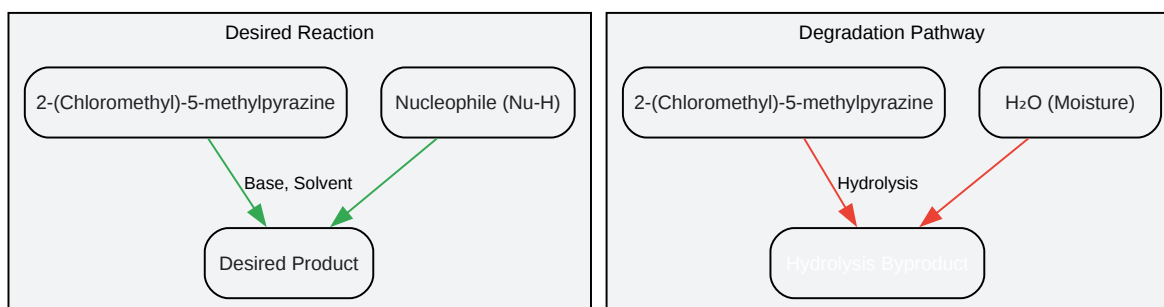 Desired Reaction
2-(Chloromethyl)-5-methylpyrazine
Nucleophile (Nu-H)
Base, Solvent
Desired Product
Degradation Pathway
2-(Chloromethyl)-5-methylpyrazine
H₂O (Moisture)
Hydrolysis
Hydrolysis Byproduct